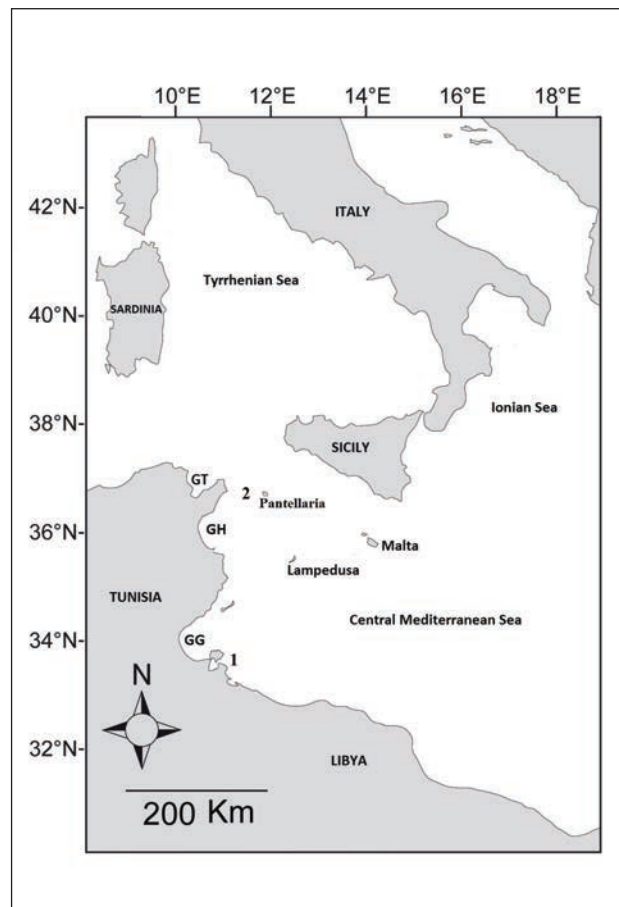 10°E 12°E 14°E 16°E 18°E
42°N
ITALY
Tyrrhenian Sea
SARDINIA
40°N
Ionian Sea
38°N
SICILY
GT
2
Pantellaria
36°N
GH
Malta
Lampedusa
TUNISIA
Central Mediterranean Sea
34°N
GG
1
N
32°N
LIBYA
200 Km